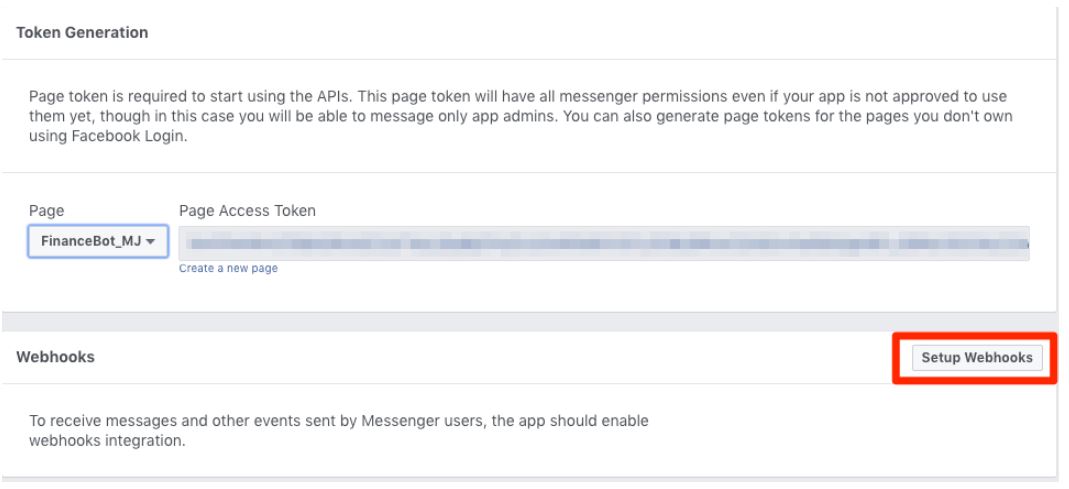 Token Generation
Page token is required to start using the APIs. This page token will have all messenger permissions even if your app is not approved to use
them yet, though in this case you will be able to message only app admins. You can also generate page tokens for the pages you don't own
using Facebook Login.
Page Page Access Token
FinanceBot_MJ
Create a new page
Webhooks Setup Webhooks
To receive messages and other events sent by Messenger users, the app should enable
webhooks integration.